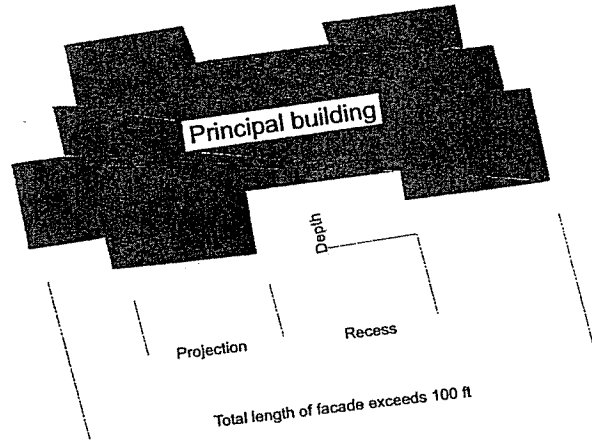 Principal building
Depth
Projection
Recess
Total length of facade exceeds 100 ft